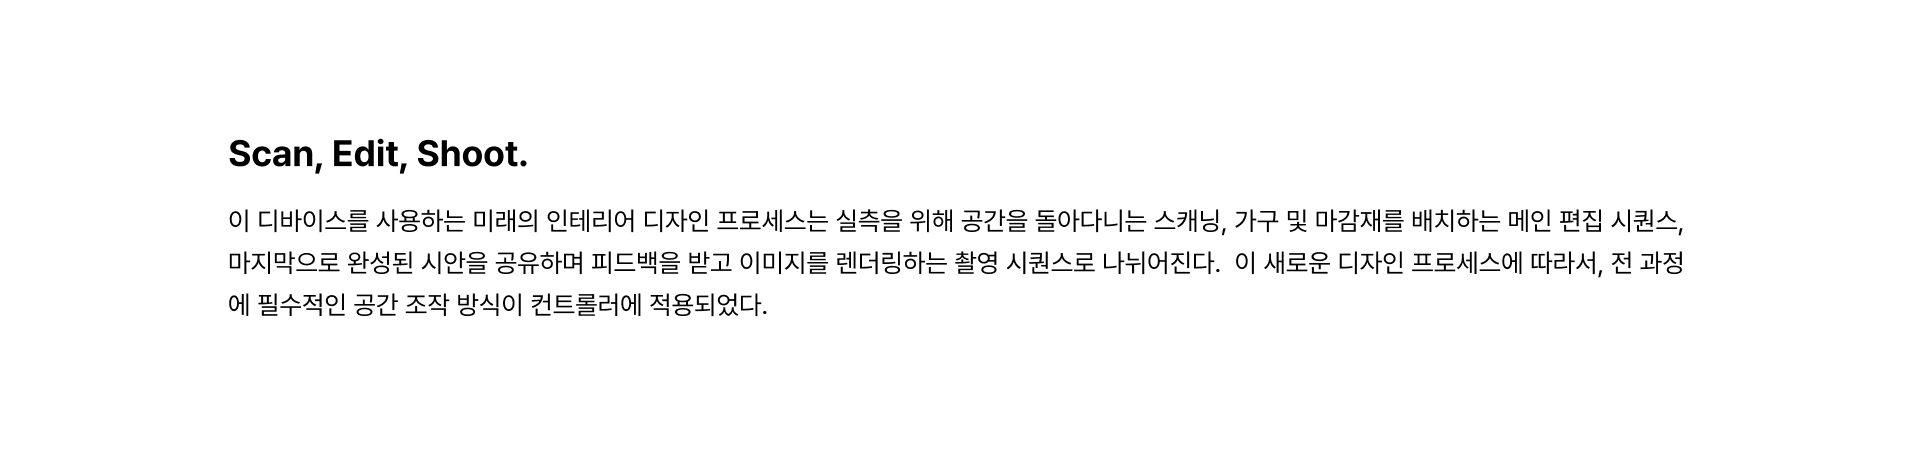 Scan, Edit, Shoot.
이 디바이스를 사용하는 미래의 인테리어 디자인 프로세스는 실측을 위해 공간을 돌아다니는 스캐닝, 가구 및 마감재를 배치하는 메인 편집 시퀀스,
마지막으로 완성된 시안을 공유하며 피드백을 받고 이미지를 렌더링하는 촬영 시퀀스로 나뉘어진다.  이 새로운 디자인 프로세스에 따라서, 전 과정
에 필수적인 공간 조작 방식이 컨트롤러에 적용되었다.